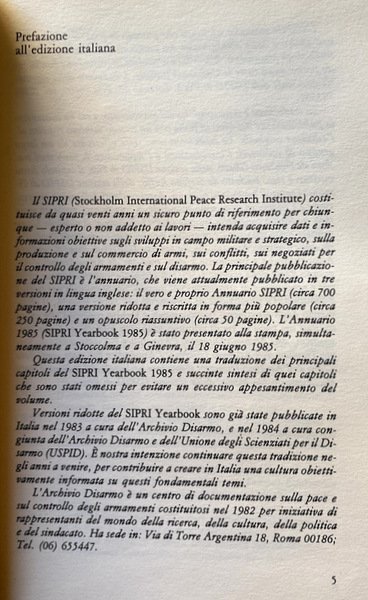 Prefazione
all'edizione italiana
Il SIPRI (Stockholm International Peace Research Institute) costi-
tuisce da quasi venti anni un sicuro punto di riferimento per chiun-
que — esperto o non addetto ai lavori — intenda acquisire dati e in-
formazioni obiettive sugli sviluppi in campo militare e strategico, sulla
produzione e sul commercio di armi, sui conflitti, sui negoziati per
il controllo degli armamenti e sul disarmo. La principale pubblicazio-
ne del SIPRI è l'annuario, che viene attualmente pubblicato in tre
versioni in lingua inglese: il vero e proprio Annuario SIPRI (circa 700
pagine), una versione ridotta e riscritta in forma più popolare (circa
250 pagine) e un opuscolo riassuntivo (circa 50 pagine). L'Annuario
1985 (SIPRI Yearbook 1985) è stato presentato alla stampa, simulta-
neamente a Stoccolma e a Ginevra, il 18 giugno 1985.
Questa edizione italiana contiene una traduzione dei principali
capitoli del SIPRI Yearbook 1985 e succinte sintesi di quei capitoli
che sono stati omessi per evitare un eccessivo appesantimento del
volume.
Versioni ridotte del SIPRI Yearbook sono già state pubblicate in
Italia nel 1983 a cura dell'Archivio Disarmo, e nel 1984 a cura con-
giunta dell'Archivio Disarmo e dell'Unione degli Scienziati per il Di-
sarmo (USPID). È nostra intenzione continuare questa tradizione ne-
gli anni a venire, per contribuire a creare in Italia una cultura obietti-
vamente informata su questi fondamentali temi.
L'Archivio Disarmo è un centro di documentazione sulla pace e
sul controllo degli armamenti costituitosi nel 1982 per iniziativa di
rappresentanti del mondo della ricerca, della cultura, della politica
e del sindacato. Ha sede in: Via di Torre Argentina 18, Roma 00186;
Tel. (06) 655447.
5